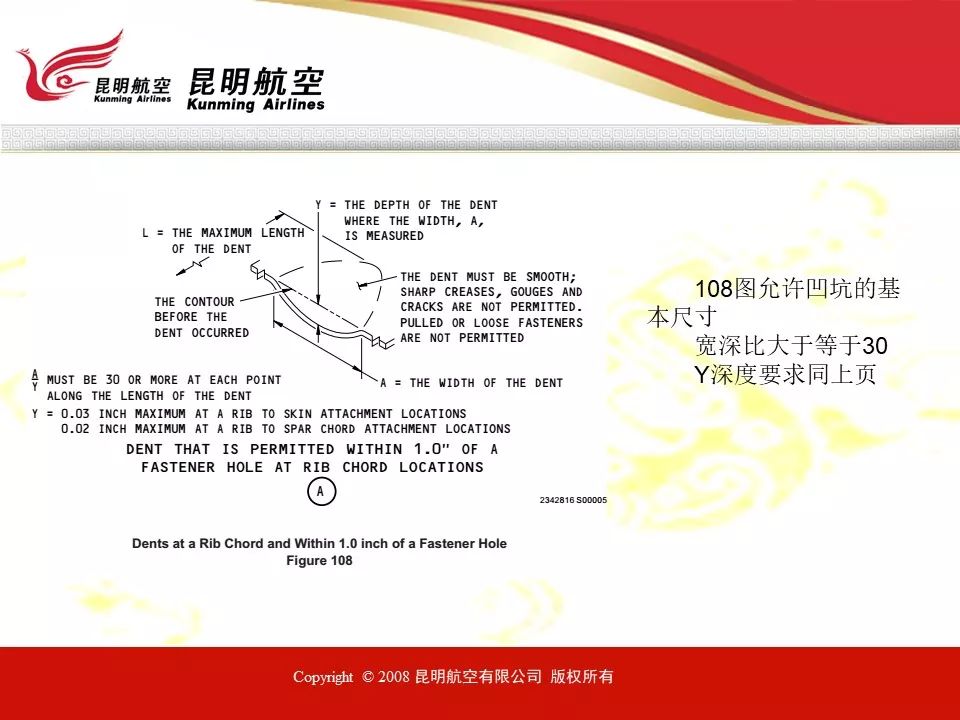 昆明航空
Kunming Airlines
昆明航空
Kunming Airlines
Y = THE DEPTH OF THE DENT
WHERE THE WIDTH, A,
IS MEASURED
L = THE MAXIMUM LENGTH
OF THE DENT
THE DENT MUST BE SMOOTH;
SHARP CREASES, GOUGES AND
CRACKS ARE NOT PERMITTED.
PULLED OR LOOSE FASTENERS
ARE NOT PERMITTED
THE CONTOUR
BEFORE THE
DENT OCCURRED
A = THE WIDTH OF THE DENT
A
Y MUST BE 30 OR MORE AT EACH POINT
ALONG THE LENGTH OF THE DENT
Y = 0.03 INCH MAXIMUM AT A RIB TO SKIN ATTACHMENT LOCATIONS
0.02 INCH MAXIMUM AT A RIB TO SPAR CHORD ATTACHMENT LOCATIONS
DENT THAT IS PERMITTED WITHIN 1.0" OF A
FASTENER HOLE AT RIB CHORD LOCATIONS
A
2342816 S00005
Dents at a Rib Chord and Within 1.0 inch of a Fastener Hole
Figure 108
108图允许凹坑的基
本尺寸
宽深比大于等于30
Y深度要求同上页
Copyright © 2008 昆明航空有限公司 版权所有